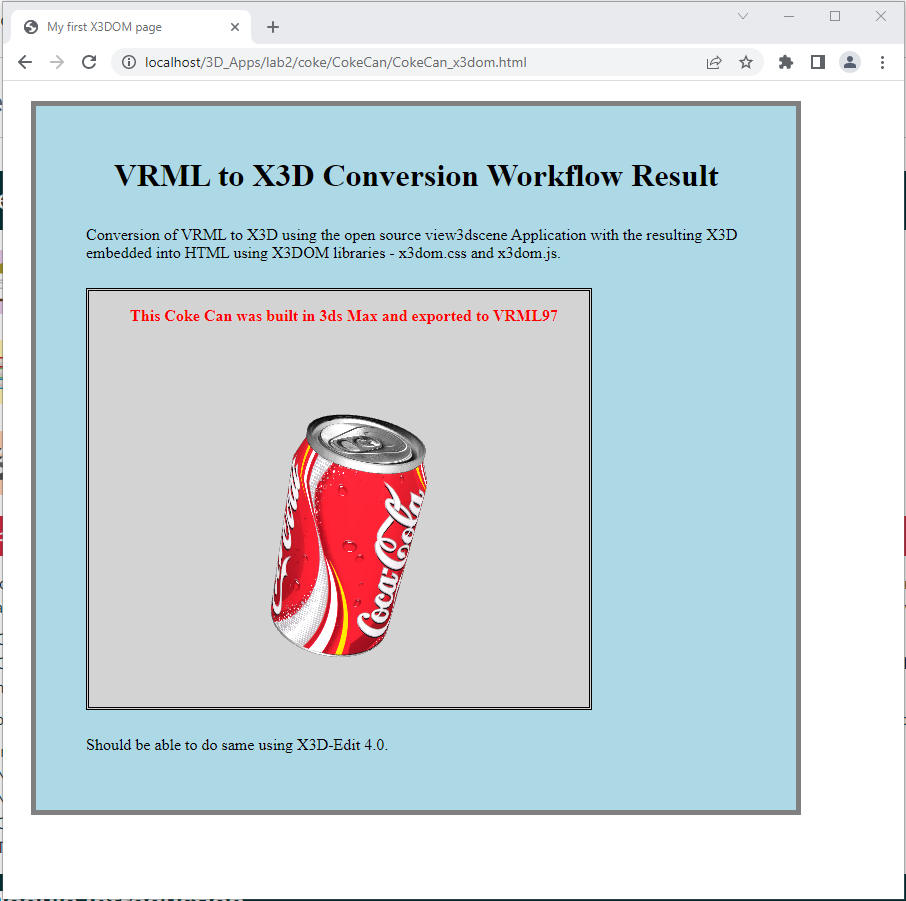 My first X3DOM page
localhost/3D_Apps/lab2/coke/CokeCan/CokeCan_x3dom.html
VRML to X3D Conversion Workflow Result
Conversion of VRML to X3D using the open source view3dscene Application with the resulting X3D
embedded into HTML using X3DOM libraries - x3dom.css and x3dom.js.
This Coke Can was built in 3ds Max and exported to VRML97
Coca-Cola
Should be able to do same using X3D-Edit 4.0.